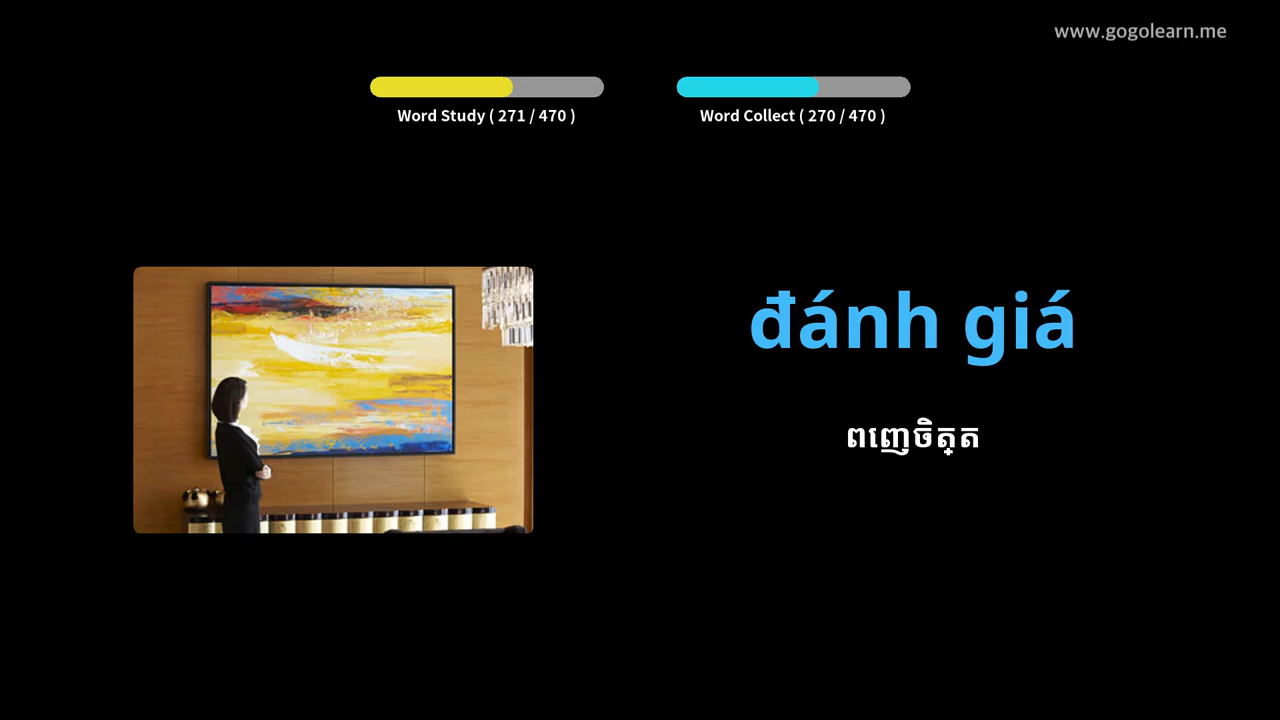 www.gogolearn.me
Word Study ( 271 / 470 )
Word Collect ( 270 / 470 )
đánh giá
ពញេចិត្ត